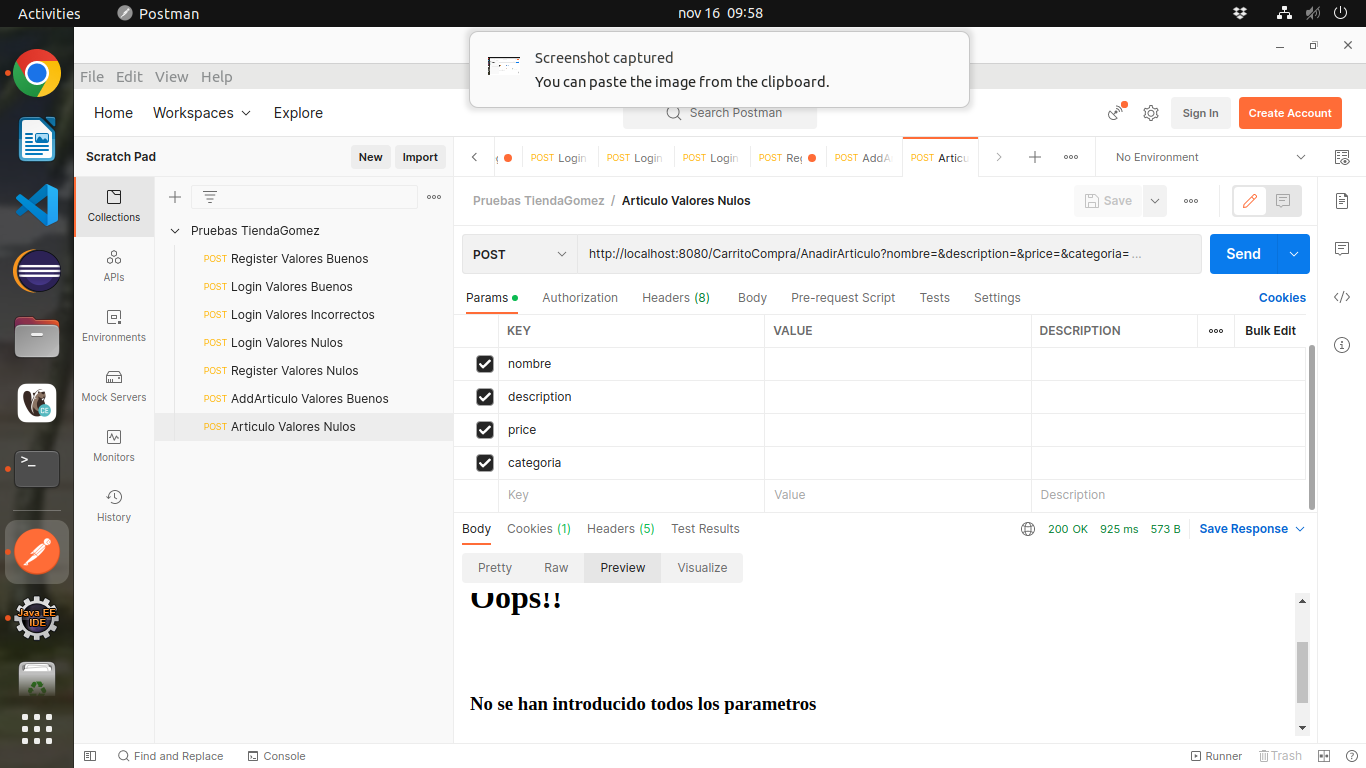 Activities Postman nov 16 09:58
Screenshot captured
You can paste the image from the clipboard.
File Edit View Help
Home Workspaces Explore Search Postman Sign In Create Account
Scratch Pad New Import
POST Login POST Login POST Login POST Reg POST AddA POST Articu No Environment
Collections
APIs
Environments
Mock Servers
Monitors
History
Pruebas TiendaGomez
POST Register Valores Buenos
POST Login Valores Buenos
POST Login Valores Incorrectos
POST Login Valores Nulos
POST Register Valores Nulos
POST AddArticulo Valores Buenos
POST Articulo Valores Nulos
Pruebas TiendaGomez / Articulo Valores Nulos Save
POST http://localhost:8080/CarritoCompra/AnadirArticulo?nombre=&description=&price=&categoria= ... Send
Params Authorization Headers (8) Body Pre-request Script Tests Settings Cookies
KEY VALUE DESCRIPTION Bulk Edit
nombre
description
price
categoria
Key Value Description
Body Cookies (1) Headers (5) Test Results 200 OK 925 ms 573 B Save Response
Pretty Raw Preview Visualize
Oops!!
No se han introducido todos los parametros
Find and Replace Console Runner Trash
Java EE
IDE
CE